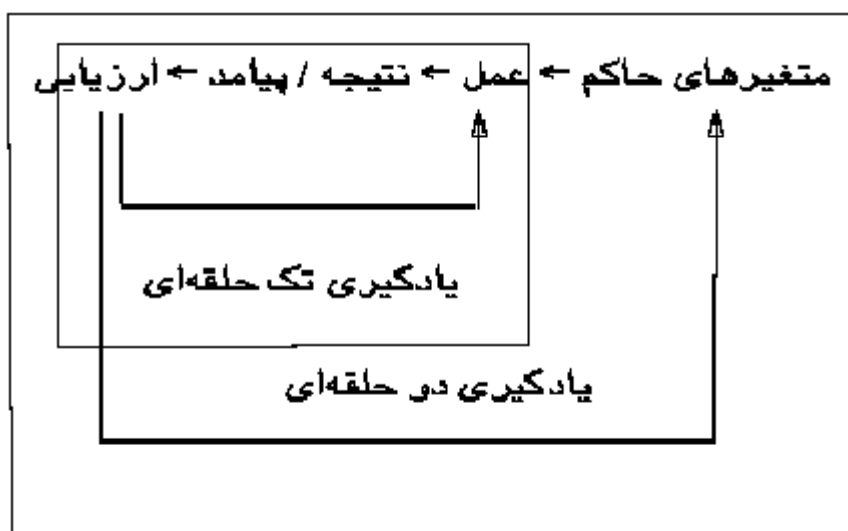 متغیرهای حاکم ← عمل ← نتیجه / پیامد ← ارزیابی
یادگیری تک حلقه‌ای
یادگیری دو حلقه‌ای